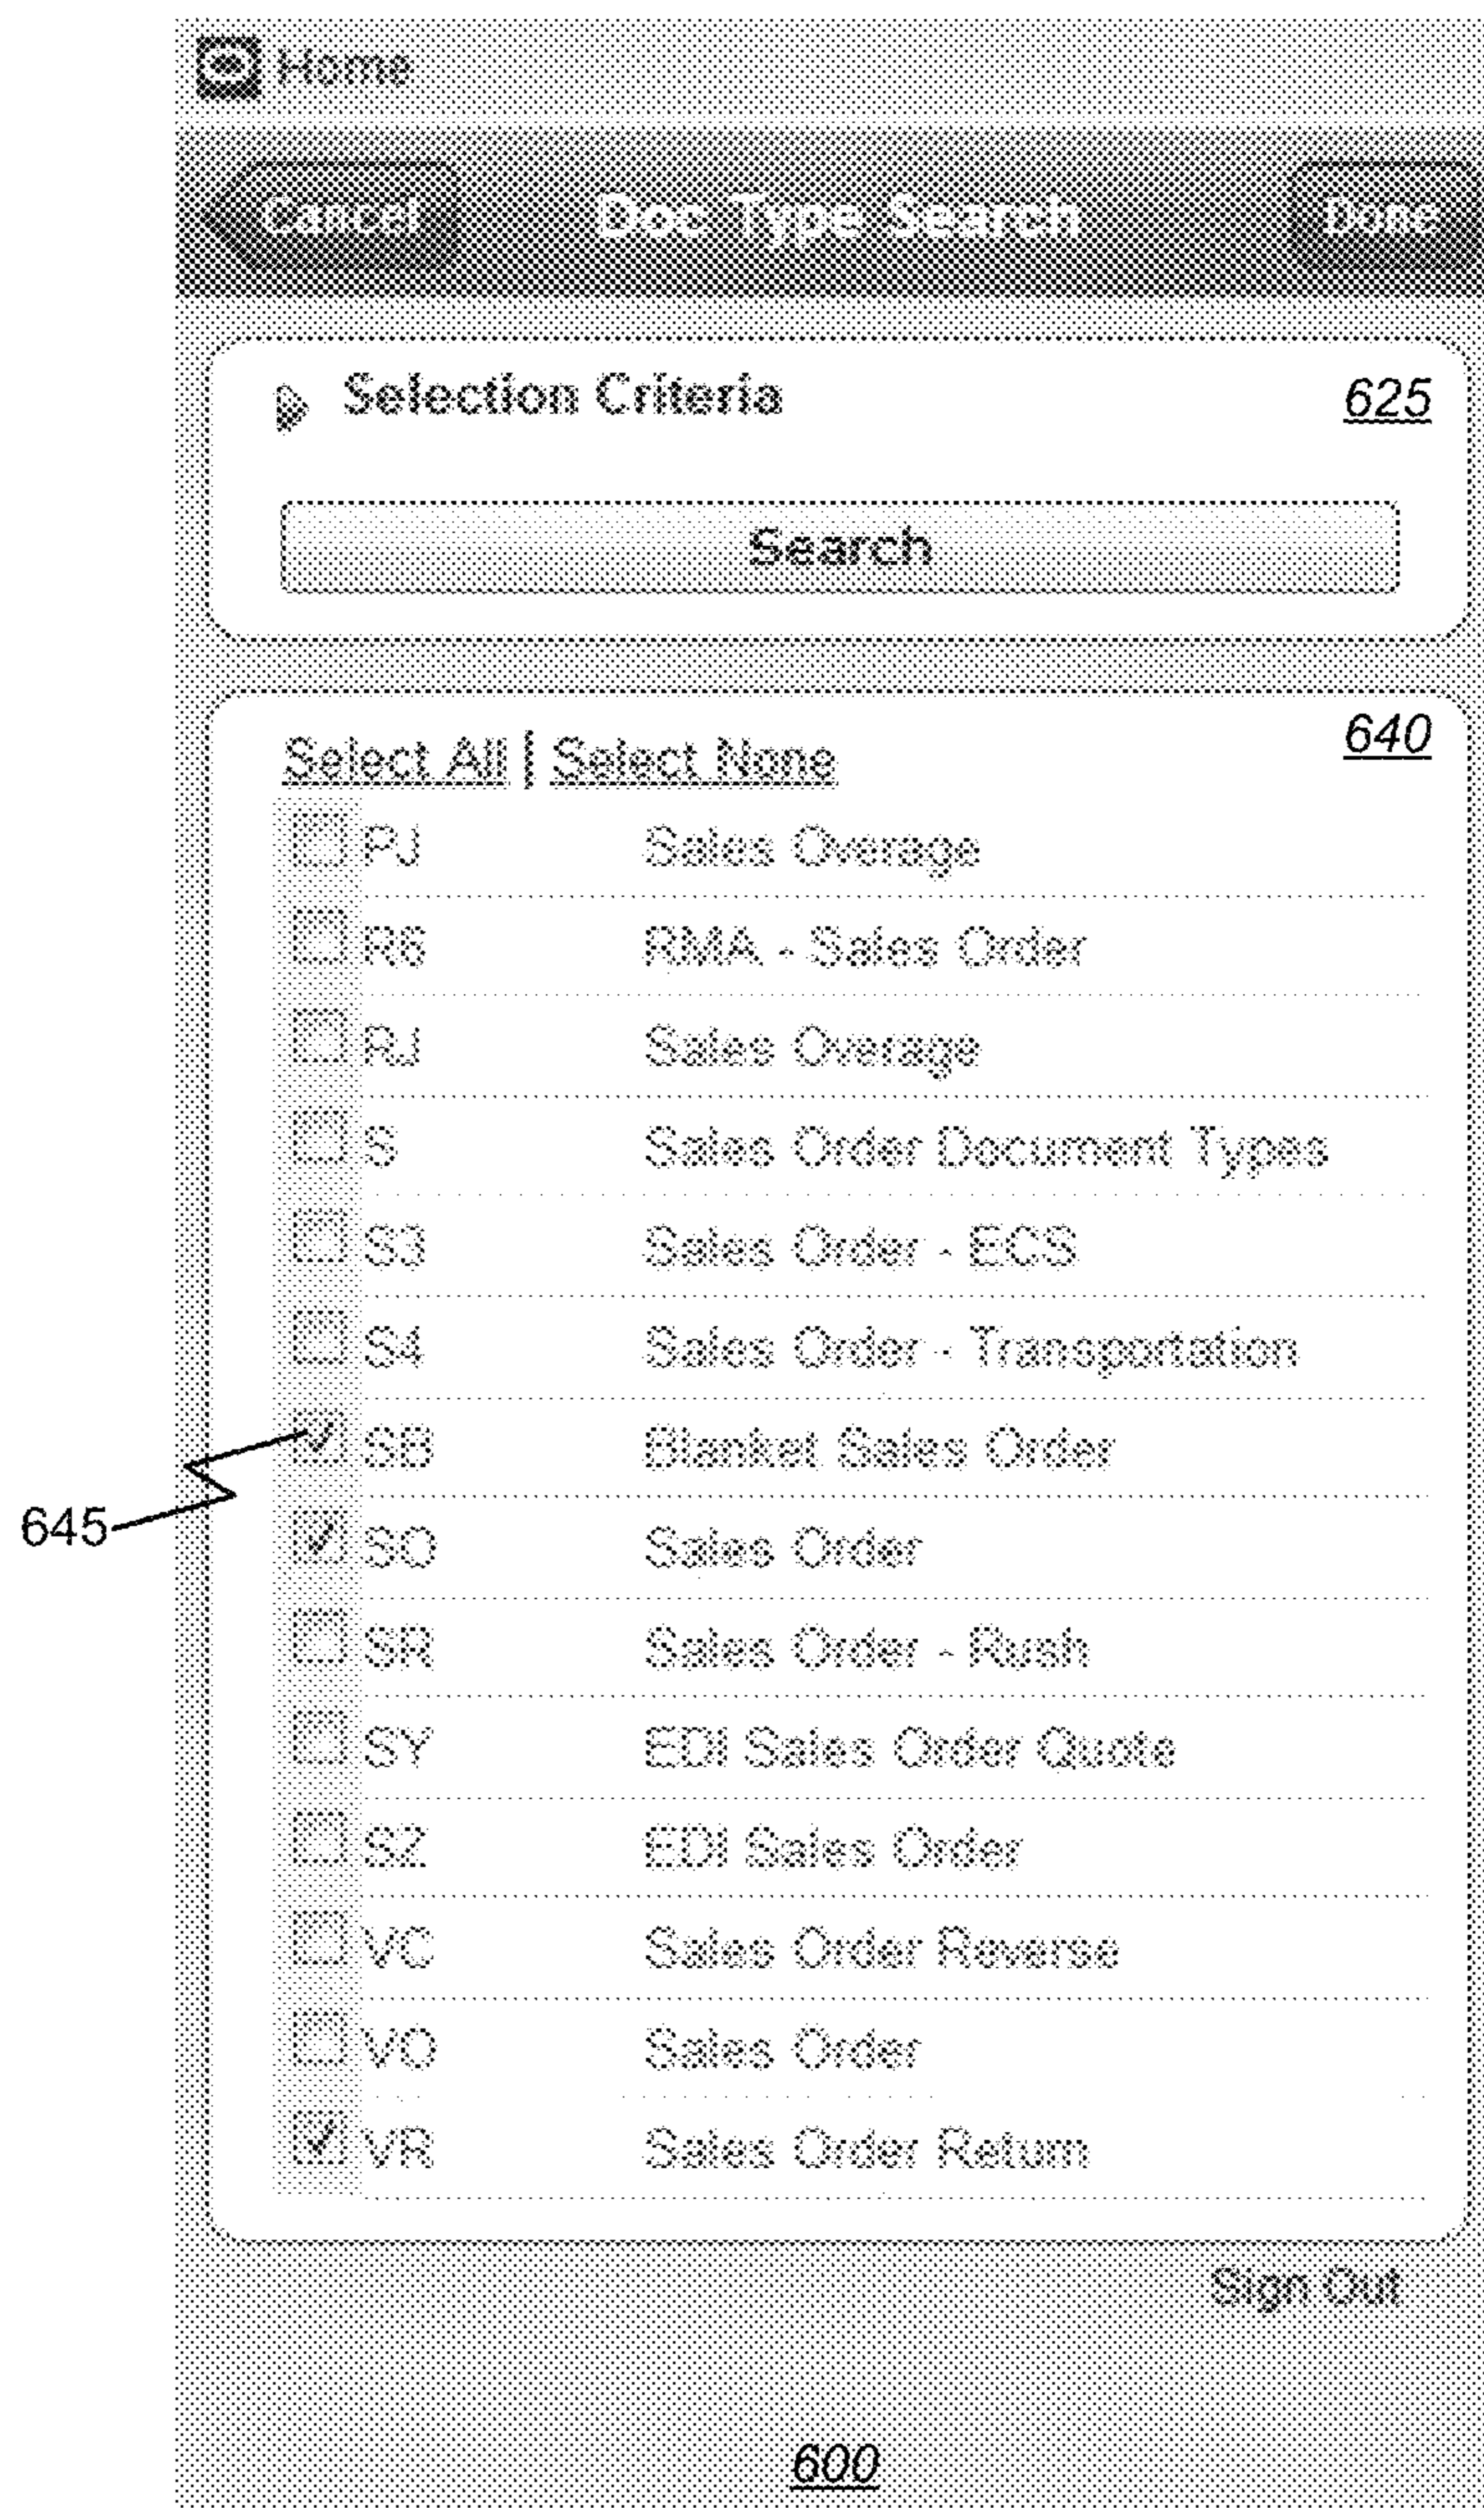 Home
Cancel Doc Type Search Done
Selection Criteria 625
Search
640
Select All | Select None
PJ Sales Overage
R6 RMA - Sales Order
RJ Sales Overage
S Sales Order Document Types
S3 Sales Order - ECS
S4 Sales Order - Transportation
SB Blanket Sales Order
645
SO Sales Order
SR Sales Order - Rush
SY EDI Sales Order Quote
SZ EDI Sales Order
VC Sales Order Reverse
VO Sales Order
VR Sales Order Return
Sign Out
600